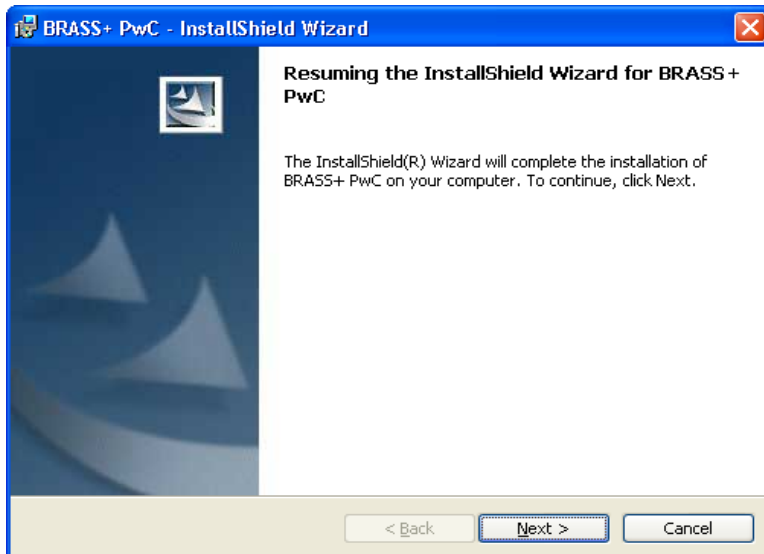 BRASS+ PwC - InstallShield Wizard
Resuming the InstallShield Wizard for BRASS+
PwC
The InstallShield(R) Wizard will complete the installation of
BRASS+ PwC on your computer. To continue, click Next.
< Back
Next >
Cancel